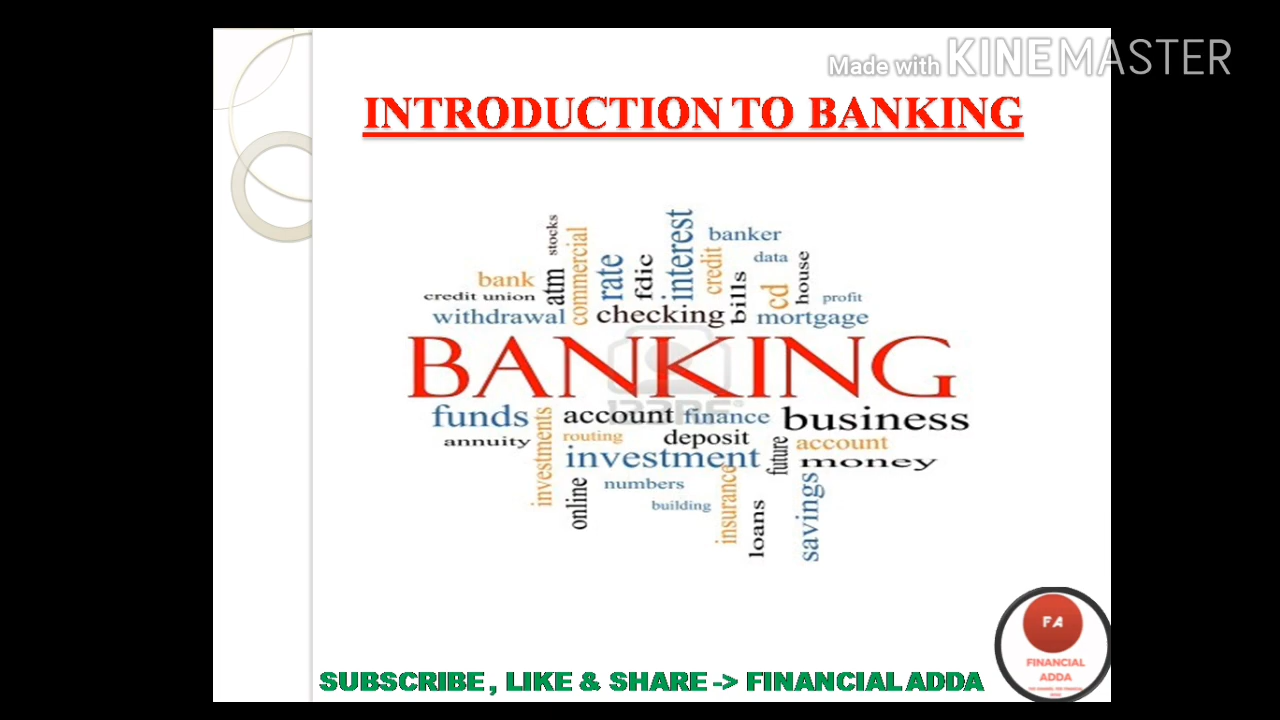 Made with KINEMASTER
INTRODUCTION TO BANKING
stocks
interest
banker
commercial
credit
data
rate
fdic
house
bank
atm
bills
cd
credit union
profit
withdrawal
checking
mortgage
BANKING
funds
account
finance
business
annuity
investments
routing
deposit
future
account
investment
money
online
numbers
insurance
savings
building
loans
FA
FINANCIAL
ADDA
SUBSCRIBE , LIKE & SHARE -> FINANCIAL ADDA